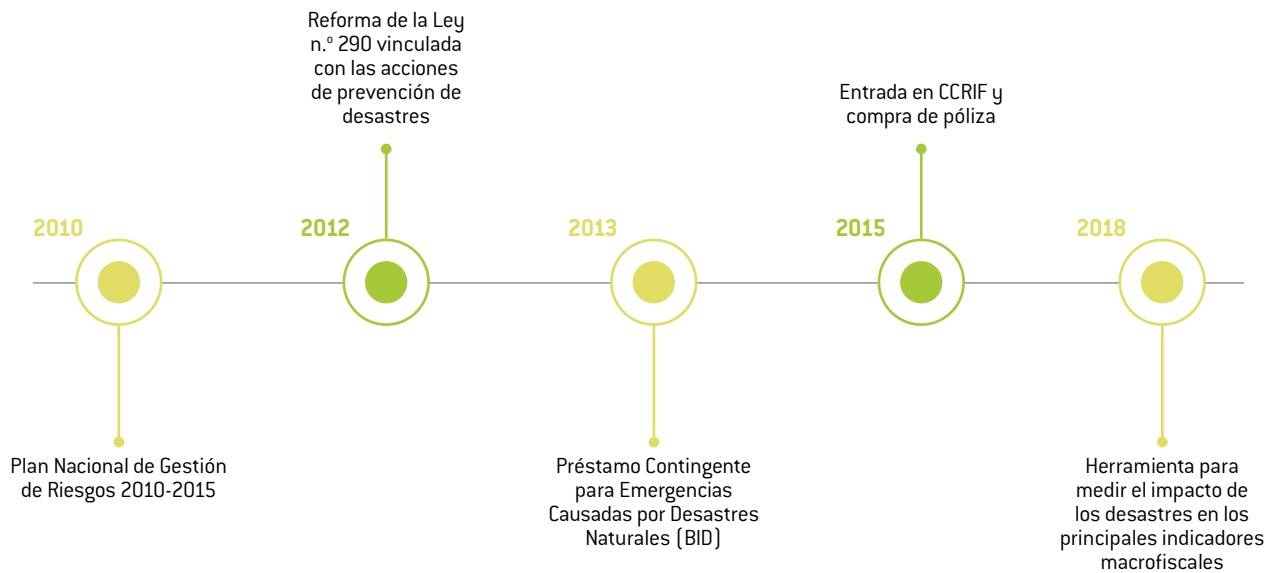 Reforma de la Ley
n.º 290 vinculada
con las acciones
de prevención de
desastres
Entrada en CCRIF y
compra de póliza
2010
2012
2013
2015
2018
Plan Nacional de Gestión
de Riesgos 2010-2015
Préstamo Contingente
para Emergencias
Causadas por Desastres
Naturales (BID)
Herramienta para
medir el impacto de
los desastres en los
principales indicadores
macrofiscales